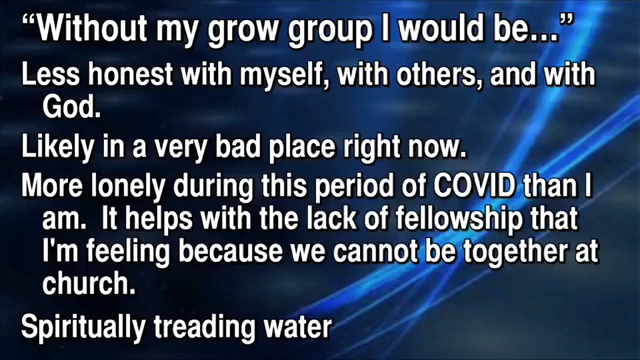 “Without my grow group I would be...”
Less honest with myself, with others, and with
God.
Likely in a very bad place right now.
More lonely during this period of COVID than I
am.  It helps with the lack of fellowship that
I'm feeling because we cannot be together at
church.
Spiritually treading water